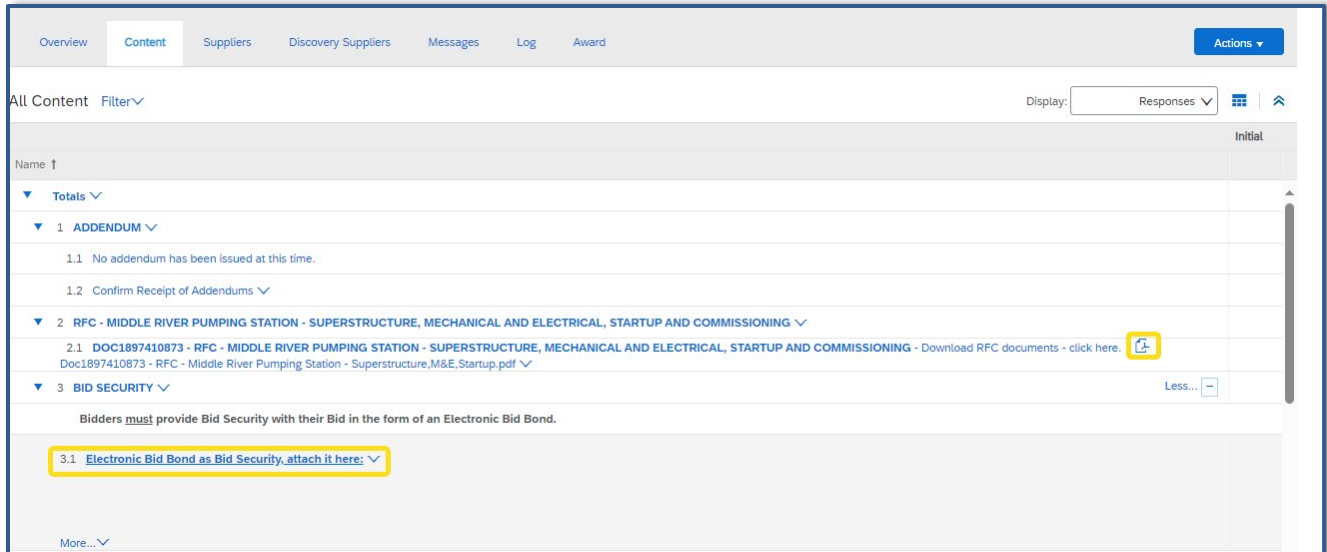 Overview Content Suppliers Discovery Suppliers Messages Log Award Actions
All Content Filter Display: Responses
Initial
Name ↑
Totals
1 ADDENDUM
1.1 No addendum has been issued at this time.
1.2 Confirm Receipt of Addendums
2 RFC - MIDDLE RIVER PUMPING STATION - SUPERSTRUCTURE, MECHANICAL AND ELECTRICAL, STARTUP AND COMMISSIONING
2.1 DOC1897410873 - RFC - MIDDLE RIVER PUMPING STATION - SUPERSTRUCTURE, MECHANICAL AND ELECTRICAL, STARTUP AND COMMISSIONING - Download RFC documents - click here.
Doc1897410873 - RFC - Middle River Pumping Station - Superstructure,M&E,Startup.pdf
3 BID SECURITY Less... −
Bidders must provide Bid Security with their Bid in the form of an Electronic Bid Bond.
3.1 Electronic Bid Bond as Bid Security, attach it here:
More...